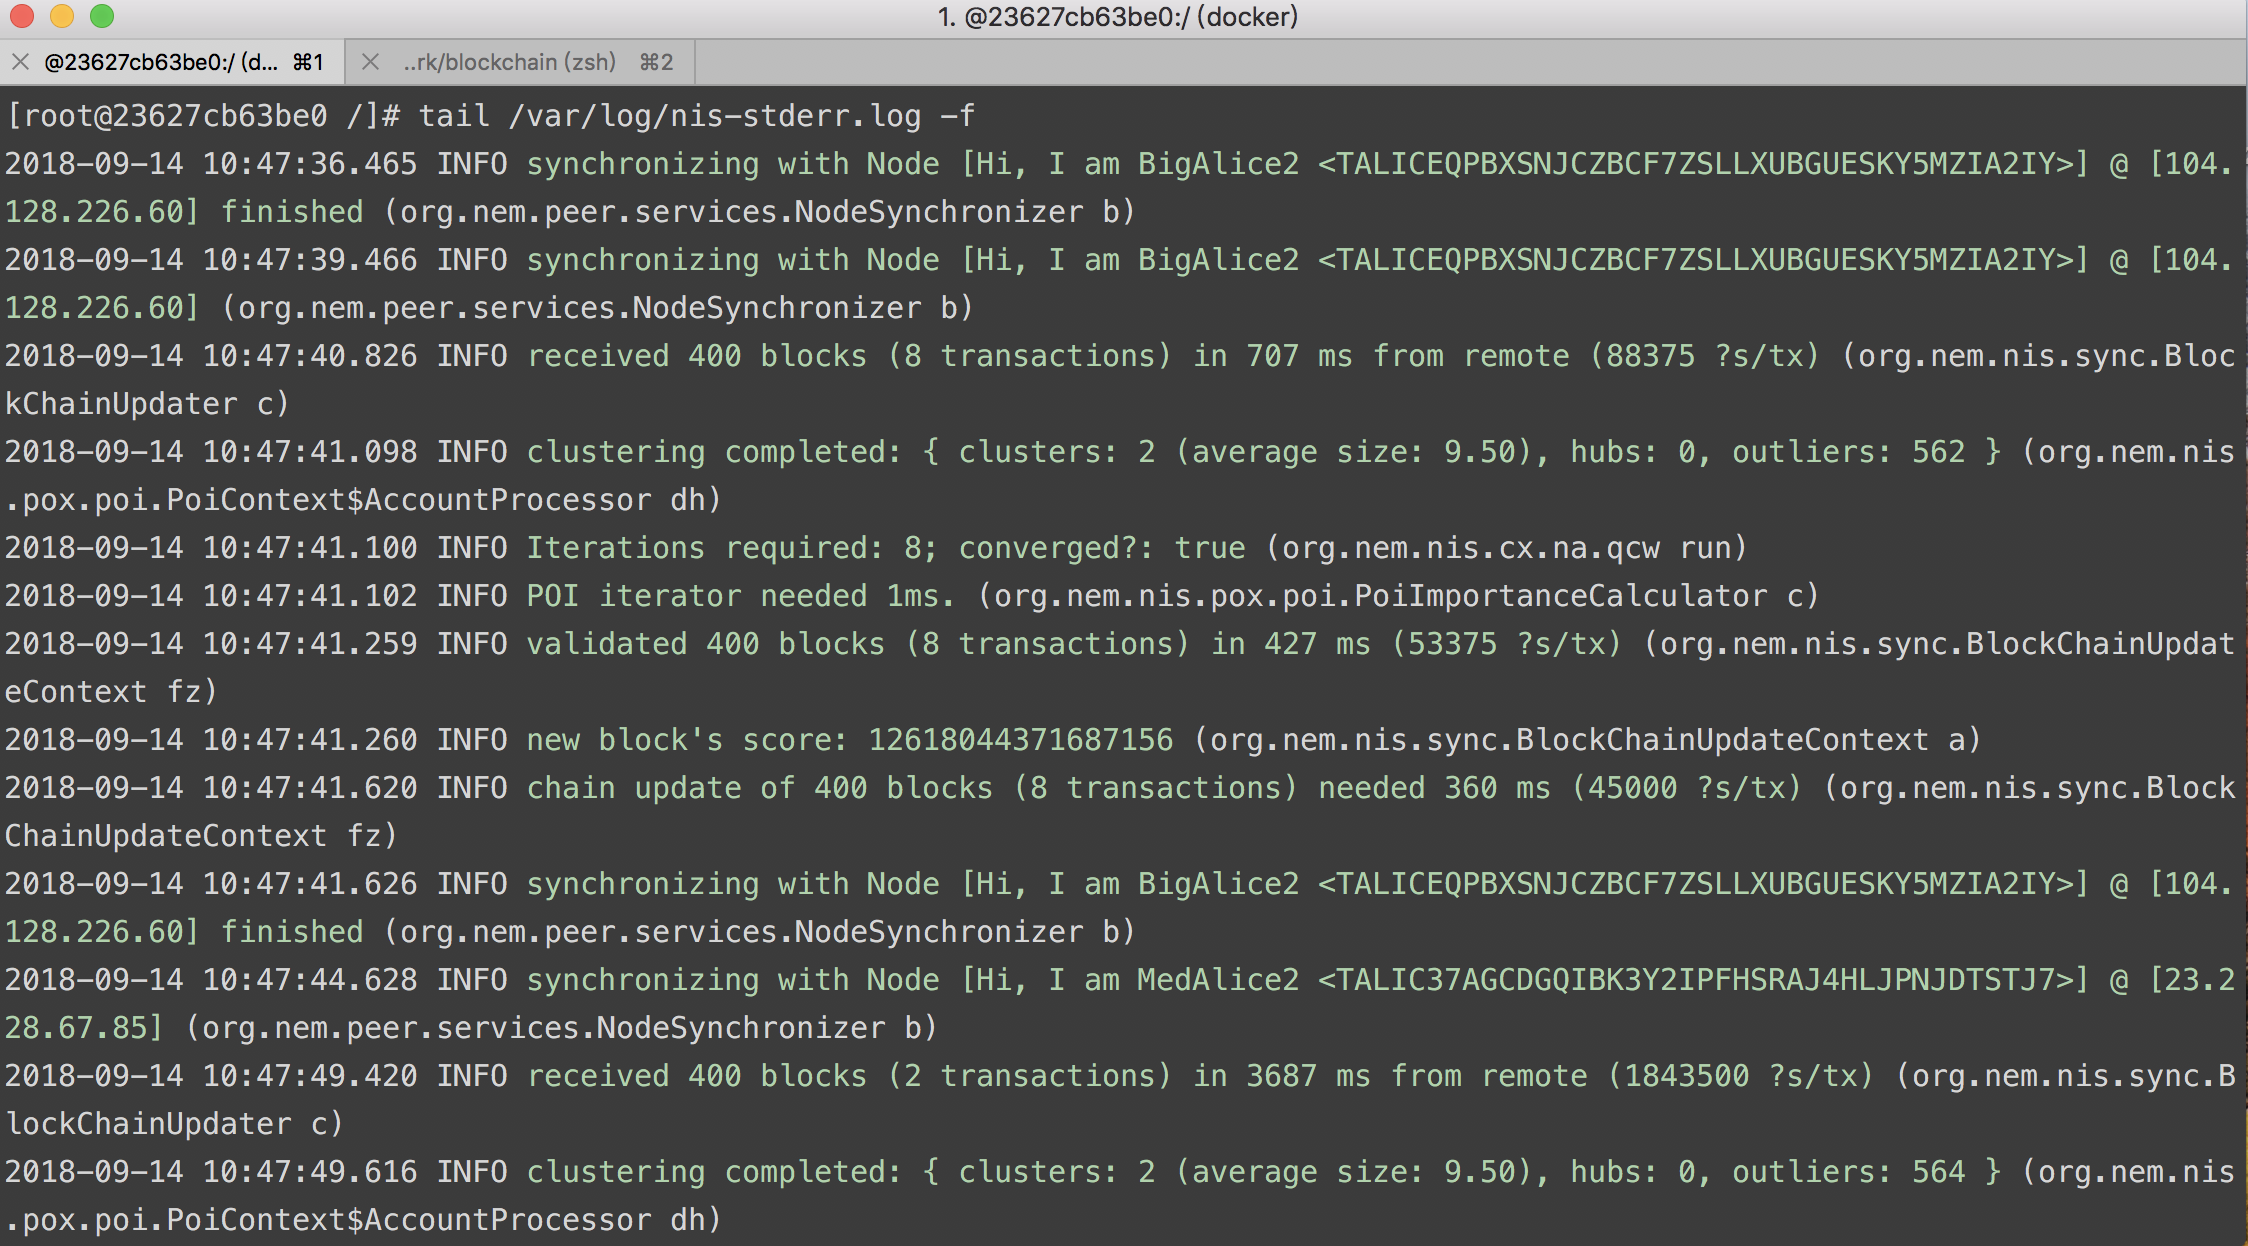 1. @23627cb63be0:/ (docker)
@23627cb63be0:/ (d... ⌘1 ..rk/blockchain (zsh) ⌘2
[root@23627cb63be0 /]# tail /var/log/nis-stderr.log -f
2018-09-14 10:47:36.465 INFO synchronizing with Node [Hi, I am BigAlice2 <TALICEQPBXSNJCZBCF7ZSLLXUBGUESKY5MZIA2IY>] @ [104.
128.226.60] finished (org.nem.peer.services.NodeSynchronizer b)
2018-09-14 10:47:39.466 INFO synchronizing with Node [Hi, I am BigAlice2 <TALICEQPBXSNJCZBCF7ZSLLXUBGUESKY5MZIA2IY>] @ [104.
128.226.60] (org.nem.peer.services.NodeSynchronizer b)
2018-09-14 10:47:40.826 INFO received 400 blocks (8 transactions) in 707 ms from remote (88375 ?s/tx) (org.nem.nis.sync.Bloc
kChainUpdater c)
2018-09-14 10:47:41.098 INFO clustering completed: { clusters: 2 (average size: 9.50), hubs: 0, outliers: 562 } (org.nem.nis
.pox.poi.PoiContext$AccountProcessor dh)
2018-09-14 10:47:41.100 INFO Iterations required: 8; converged?: true (org.nem.nis.cx.na.qcw run)
2018-09-14 10:47:41.102 INFO POI iterator needed 1ms. (org.nem.nis.pox.poi.PoiImportanceCalculator c)
2018-09-14 10:47:41.259 INFO validated 400 blocks (8 transactions) in 427 ms (53375 ?s/tx) (org.nem.nis.sync.BlockChainUpdat
eContext fz)
2018-09-14 10:47:41.260 INFO new block's score: 12618044371687156 (org.nem.nis.sync.BlockChainUpdateContext a)
2018-09-14 10:47:41.620 INFO chain update of 400 blocks (8 transactions) needed 360 ms (45000 ?s/tx) (org.nem.nis.sync.Block
ChainUpdateContext fz)
2018-09-14 10:47:41.626 INFO synchronizing with Node [Hi, I am BigAlice2 <TALICEQPBXSNJCZBCF7ZSLLXUBGUESKY5MZIA2IY>] @ [104.
128.226.60] finished (org.nem.peer.services.NodeSynchronizer b)
2018-09-14 10:47:44.628 INFO synchronizing with Node [Hi, I am MedAlice2 <TALIC37AGCDGQIBK3Y2IPFHSRAJ4HLJPNJDTSTJ7>] @ [23.2
28.67.85] (org.nem.peer.services.NodeSynchronizer b)
2018-09-14 10:47:49.420 INFO received 400 blocks (2 transactions) in 3687 ms from remote (1843500 ?s/tx) (org.nem.nis.sync.B
lockChainUpdater c)
2018-09-14 10:47:49.616 INFO clustering completed: { clusters: 2 (average size: 9.50), hubs: 0, outliers: 564 } (org.nem.nis
.pox.poi.PoiContext$AccountProcessor dh)